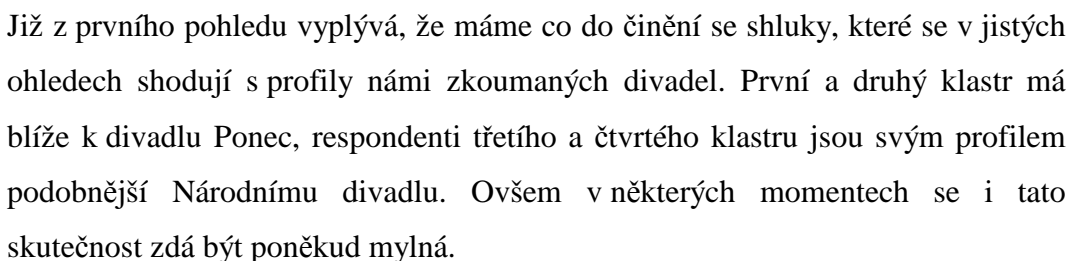 Již z prvního pohledu vyplývá, že máme co do činění se shluky, které se v jistých
ohledech shodují s profily námi zkoumaných divadel. První a druhý klastr má
blíže k divadlu Ponec, respondenti třetího a čtvrtého klastru jsou svým profilem
podobnější Národnímu divadlu. Ovšem v některých momentech se i tato
skutečnost zdá být poněkud mylná.